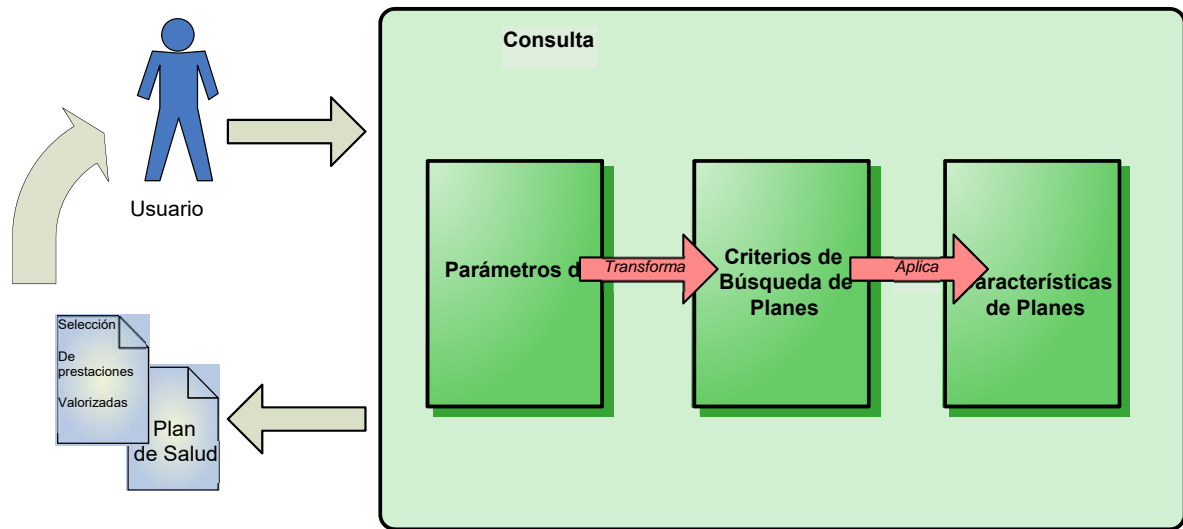 Consulta
Usuario
Parámetros d
Transforma
Criterios de
Búsqueda de
Planes
Aplica
aracterísticas
de Planes
Selección
De
prestaciones
Valorizadas
Plan
de Salud